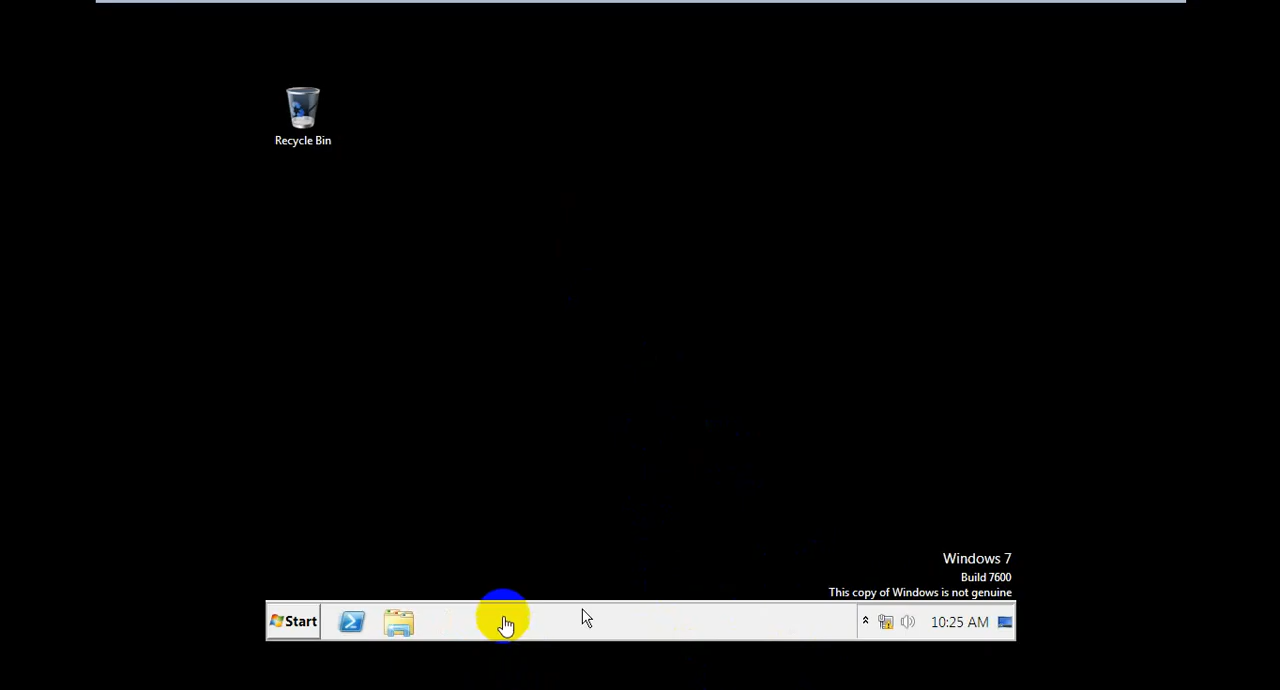 Recycle Bin
Windows 7
Build 7600
This copy of Windows is not genuine
Start
10:25 AM